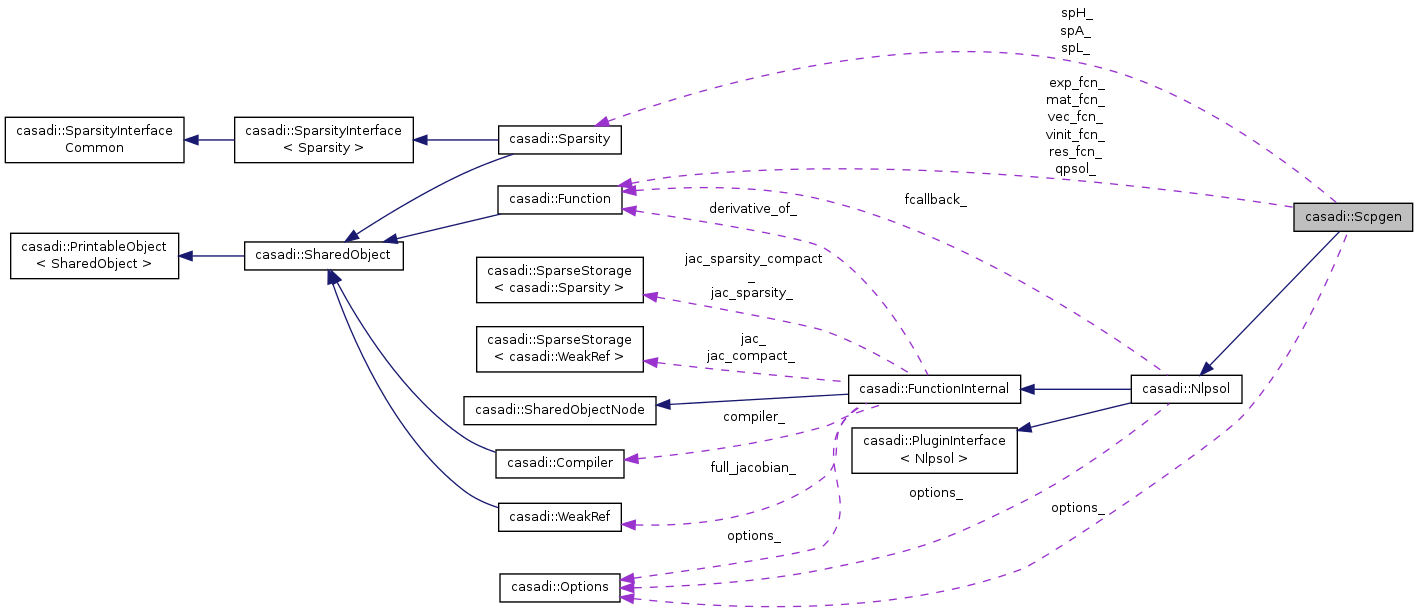 spH_
spA_
spL_
exp_fcn_
mat_fcn_
vec_fcn_
vinit_fcn_
res_fcn_
qpsol_
casadi::SparsityInterface
Common
casadi::SparsityInterface
< Sparsity >
casadi::Sparsity
casadi::Function
derivative_of_
fcallback_
casadi::Scpgen
casadi::PrintableObject
< SharedObject >
casadi::SharedObject
casadi::SparseStorage
< casadi::Sparsity >
jac_sparsity_compact
_
jac_sparsity_
casadi::SparseStorage
< casadi::WeakRef >
jac_
jac_compact_
casadi::FunctionInternal
casadi::Nlpsol
casadi::SharedObjectNode
compiler_
casadi::PluginInterface
< Nlpsol >
casadi::Compiler
full_jacobian_
options_
options_
casadi::WeakRef
options_
casadi::Options